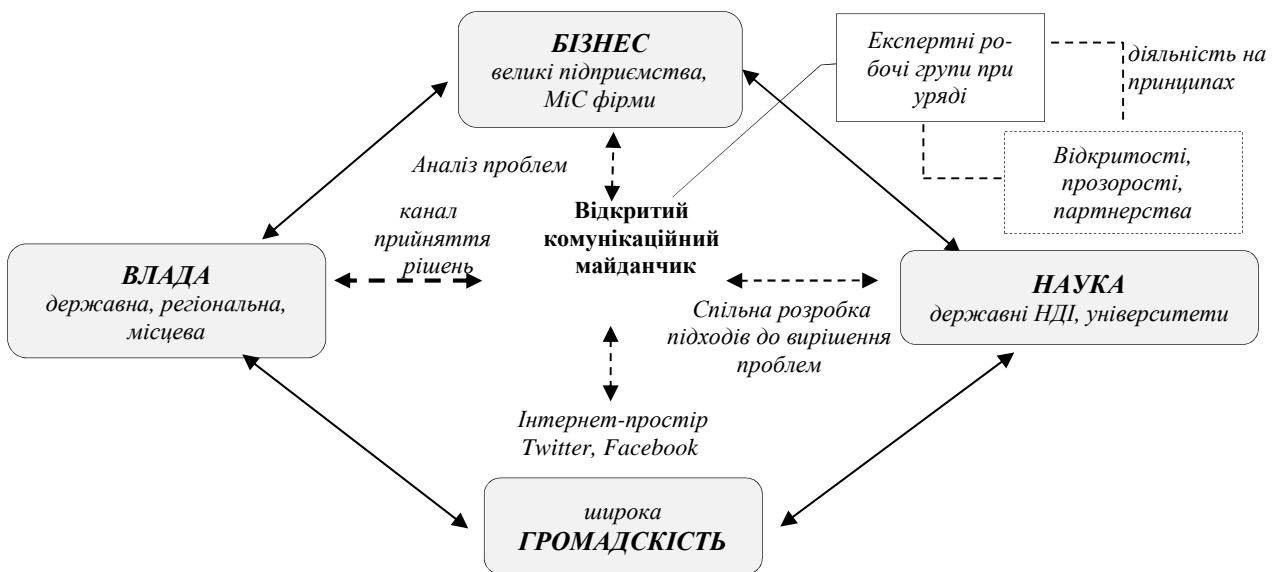 БІЗНЕС
великі підприємства,
МіС фірми
Експертні ро-
бочі групи при
уряді
діяльність на
принципах
Відкритості,
прозорості,
партнерства
Аналіз проблем
канал
прийняття
рішень
Відкритий
комунікаційний
майданчик
ВЛАДА
державна, регіональна,
місцева
НАУКА
державні НДІ, університети
Спільна розробка
підходів до вирішення
проблем
Інтернет-простір
Twitter, Facebook
широка
ГРОМАДСКІСТЬ